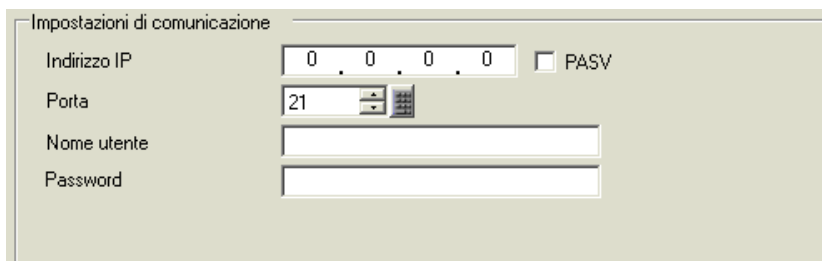 Impostazioni di comunicazione
Indirizzo IP 0 . 0 . 0 . 0 PASV
Porta 21
Nome utente
Password